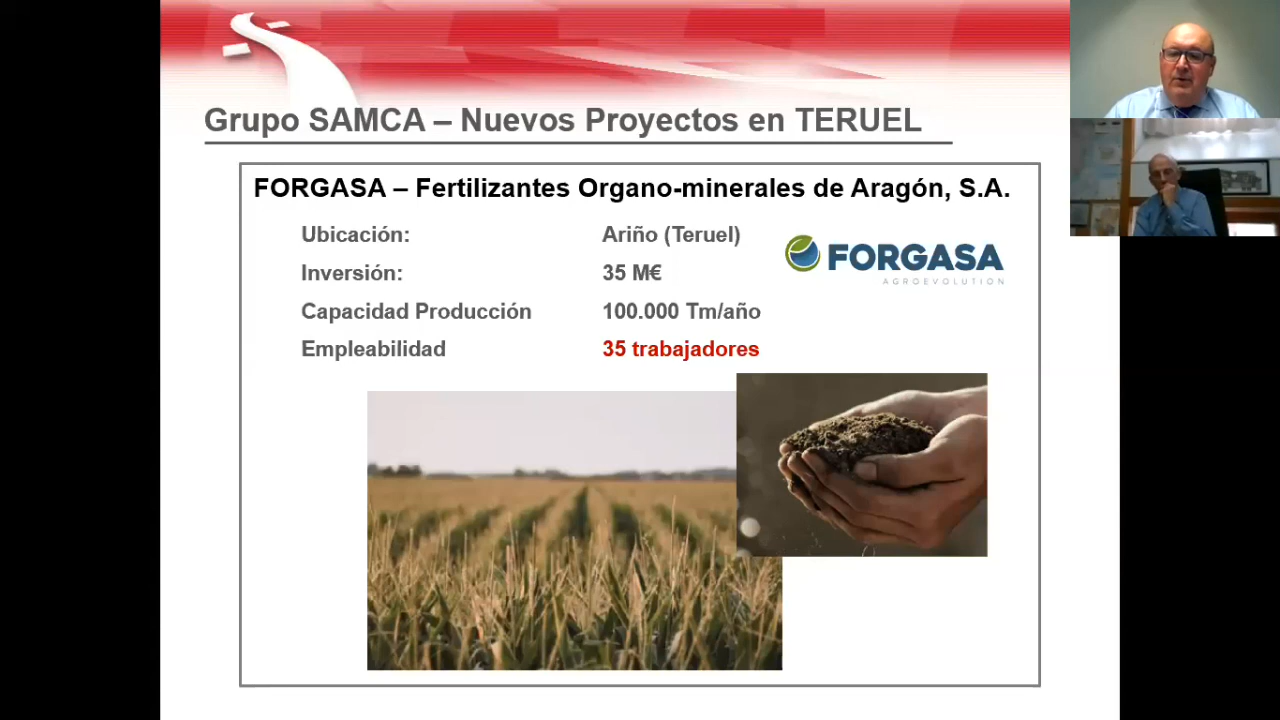 Grupo SAMCA – Nuevos Proyectos en TERUEL
FORGASA – Fertilizantes Organo-minerales de Aragón, S.A.
Ubicación: Ariño (Teruel)
Inversión: 35 M€
Capacidad Producción 100.000 Tm/año
Empleabilidad 35 trabajadores
FORGASA
AGROEVOLUTION